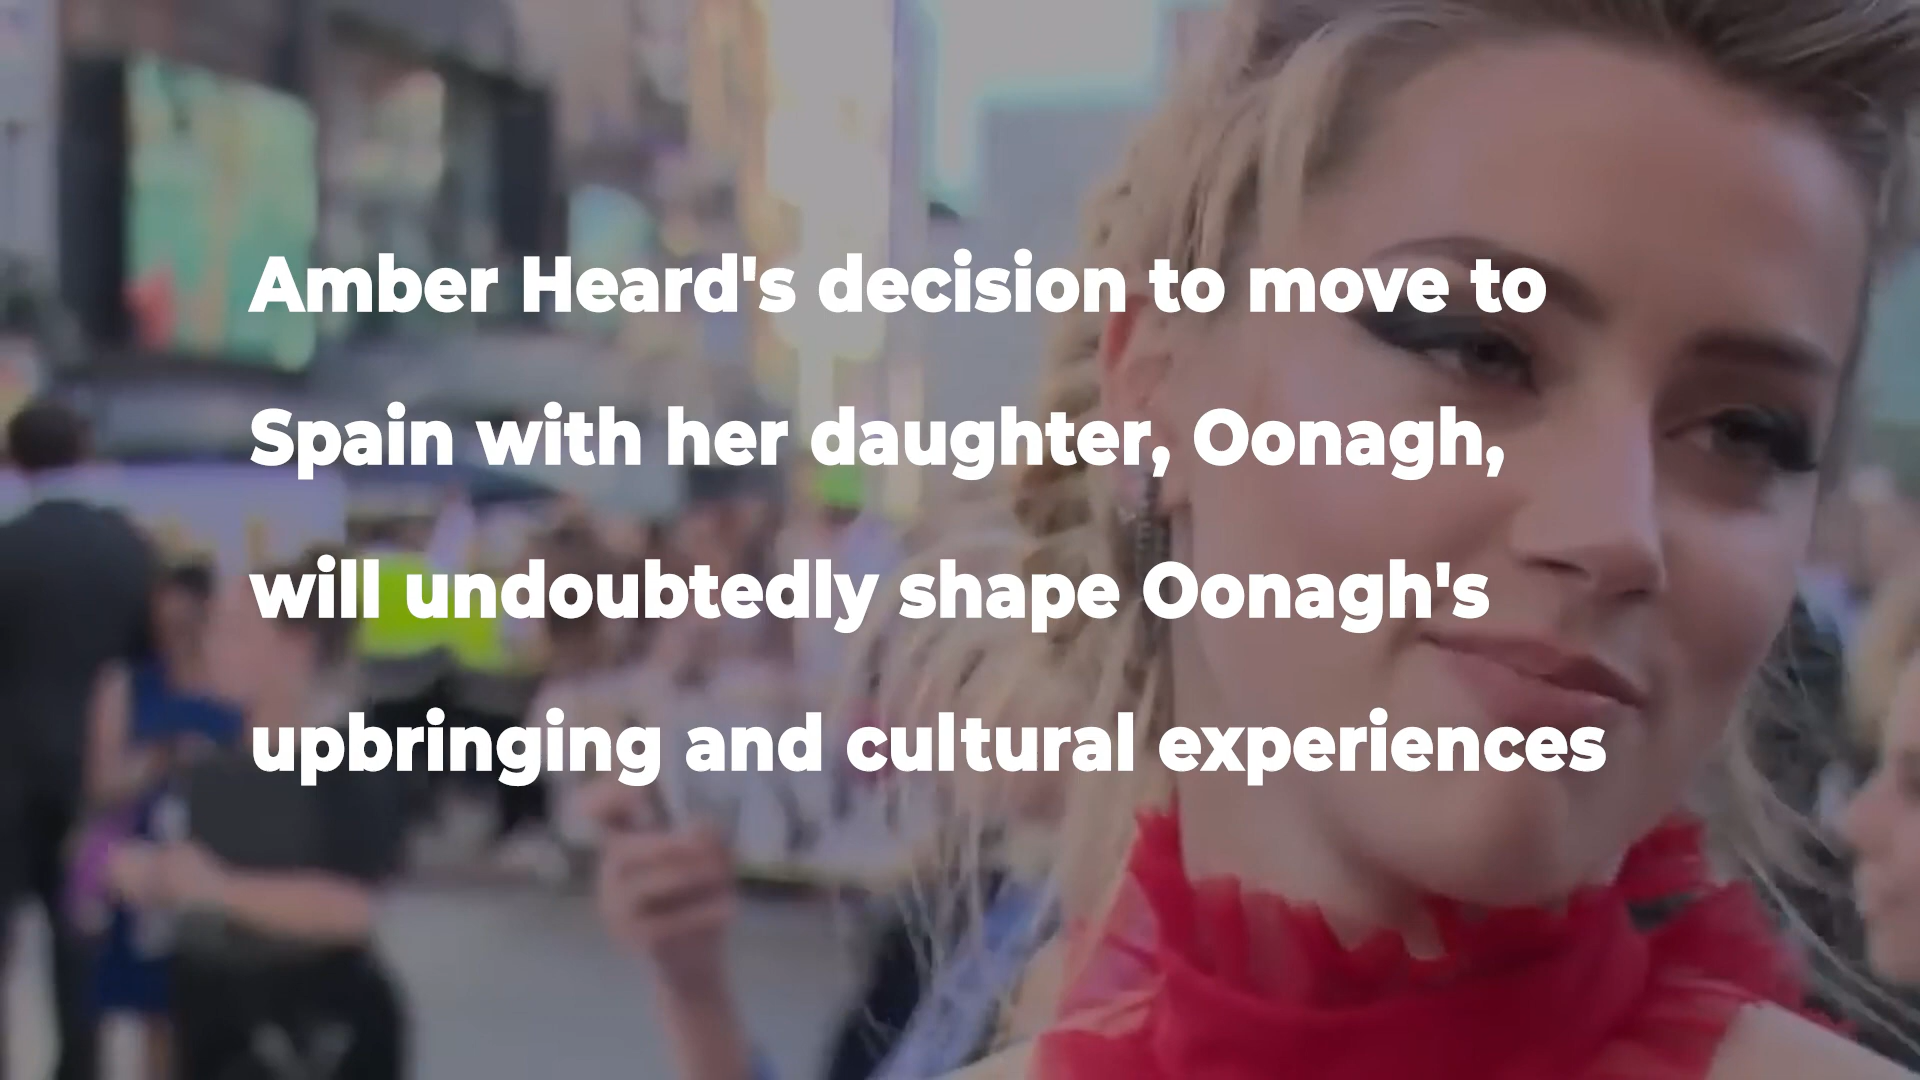 Amber Heard's decision to move to
Spain with her daughter, Oonagh,
will undoubtedly shape Oonagh's
upbringing and cultural experiences